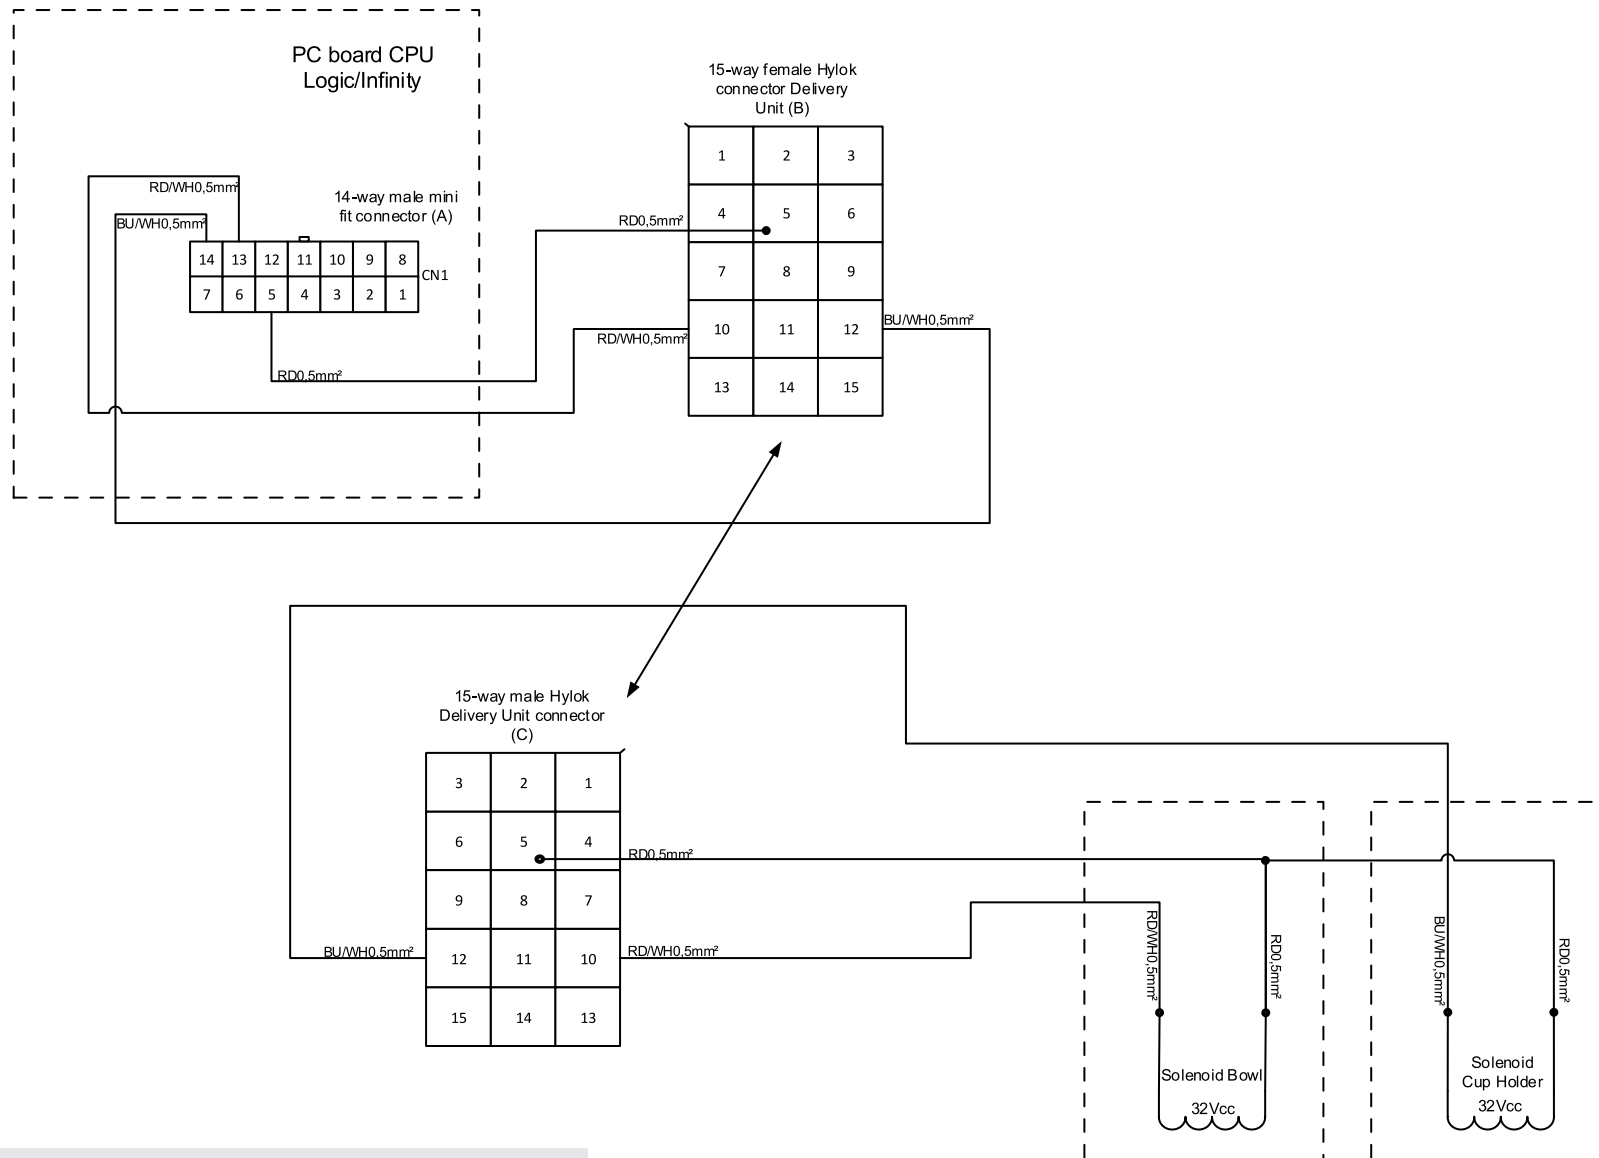 PC board CPU
Logic/Infinity
15-way female Hylok
connector Delivery
Unit (B)
1 2 3
RD/WH0,5mm²
14-way male mini
fit connector (A)
BU/WH0,5mm²
RD0,5mm²
4 5 6
14 13 12 11 10 9 8
CN1
7 6 5 4 3 2 1
7 8 9
BU/WH0,5mm²
RD/WH0,5mm²
10 11 12
RD0,5mm²
13 14 15
15-way male Hylok
Delivery Unit connector
(C)
3 2 1
6 5 4
RD0,5mm²
9 8 7
BU/WH0,5mm²
12 11 10
RD/WH0,5mm²
15 14 13
RD/WH0,5mm²
RD0,5mm²
BU/WH0,5mm²
RD0,5mm²
Solenoid Bowl
32Vcc
Solenoid
Cup Holder
32Vcc